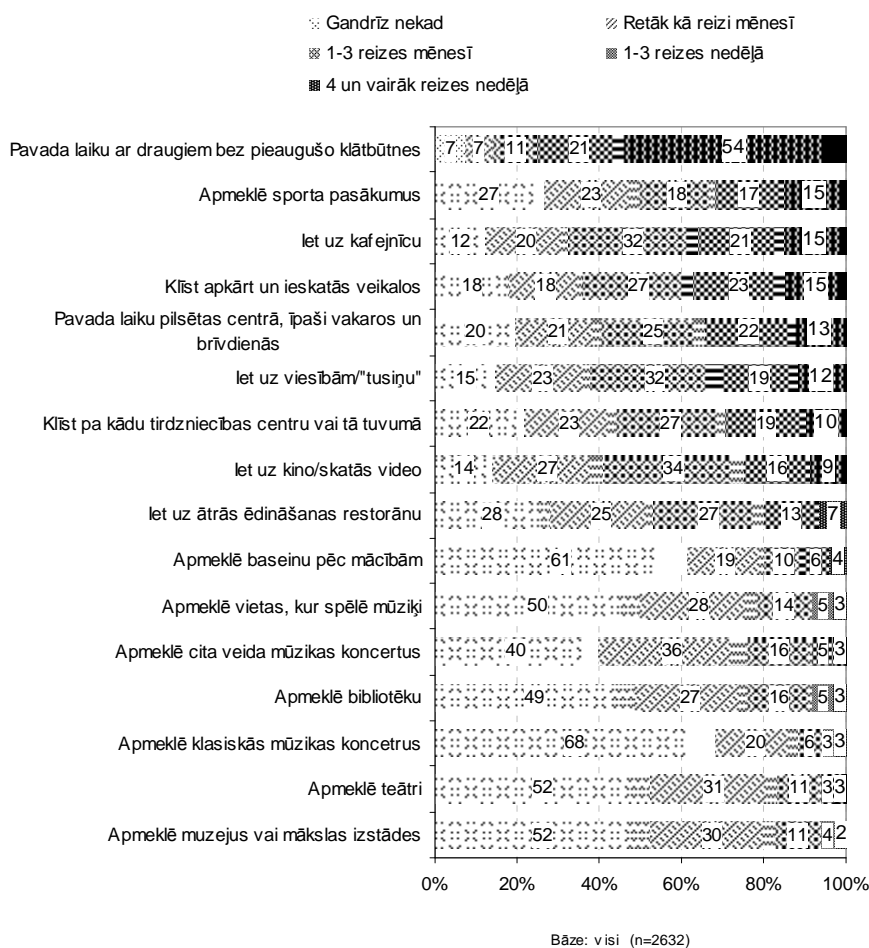 Gandrīz nekad
Retāk kā reizi mēnesī
1-3 reizes mēnesī
1-3 reizes nedēļā
4 un vairāk reizes nedēļā
Pavada laiku ar draugiem bez pieaugušo klātbūtnes 7 7 11 21 54
Apmeklē sporta pasākumus 27 23 18 17 15
Iet uz kafejnīcu 12 20 32 21 15
Klīst apkārt un ieskatās veikalos 18 18 27 23 15
Pavada laiku pilsētas centrā, īpaši vakaros un
brīvdienās 20 21 25 22 13
Iet uz viesībām/"tusiņu" 15 23 32 19 12
Klīst pa kādu tirdzniecības centru vai tā tuvumā 22 23 27 19 10
Iet uz kino/skatās video 14 27 34 16 9
Iet uz ātrās ēdināšanas restorānu 28 25 27 13 7
Apmeklē baseinu pēc mācībām 61 19 10 6 4
Apmeklē vietas, kur spēlē mūziķi 50 28 14 5 3
Apmeklē cita veida mūzikas koncertus 40 36 16 5 3
Apmeklē bibliotēku 49 27 16 5 3
Apmeklē klasiskās mūzikas koncetrus 68 20 6 3 3
Apmeklē teātri 52 31 11 3 3
Apmeklē muzejus vai mākslas izstādes 52 30 11 4 2
0% 20% 40% 60% 80% 100%
Bāze: visi (n=2632)